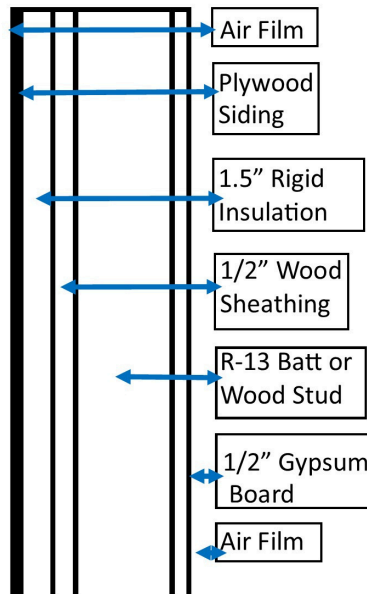 Air Film
Plywood
Siding
1.5” Rigid
Insulation
1/2” Wood
Sheathing
R-13 Batt or
Wood Stud
1/2” Gypsum
Board
Air Film